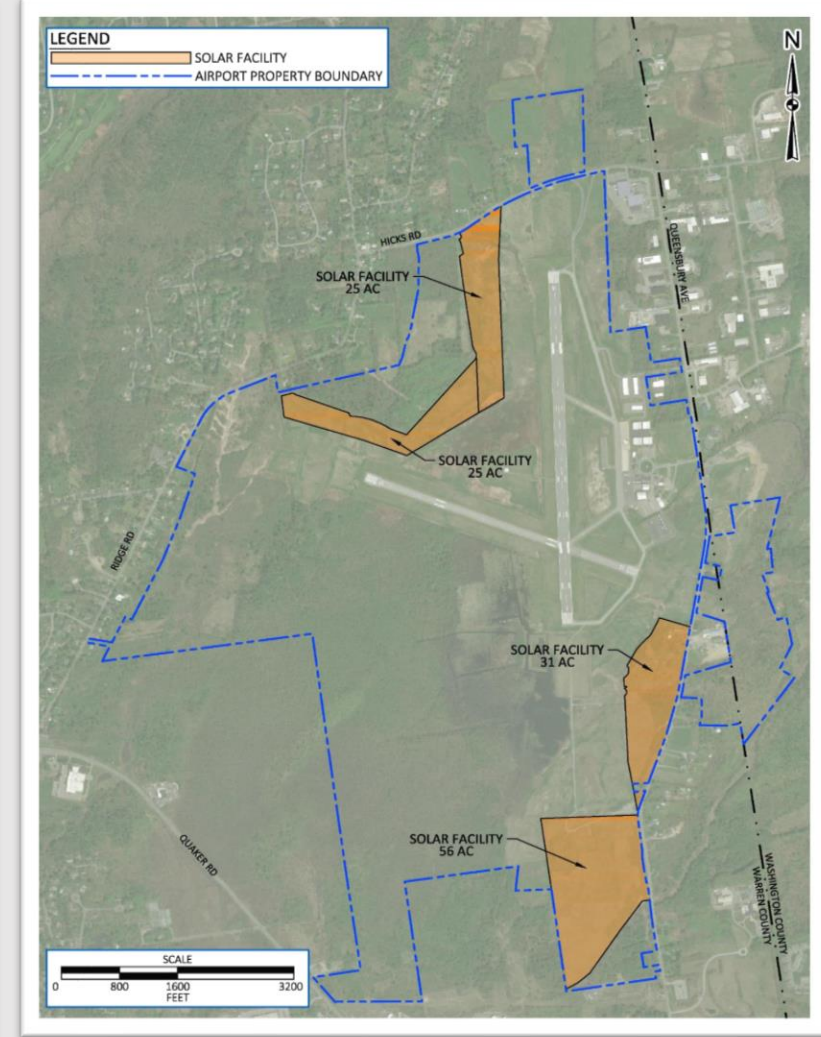 LEGEND
SOLAR FACILITY
AIRPORT PROPERTY BOUNDARY
N
HICKS RD
QUEENSBURY AVE
SOLAR FACILITY
25 AC
SOLAR FACILITY
25 AC
RIDGE RD
SOLAR FACILITY
31 AC
SOLAR FACILITY
56 AC
QUAKER RD
WASHINGTON COUNTY
WARREN COUNTY
SCALE
0 800 1600 3200
FEET